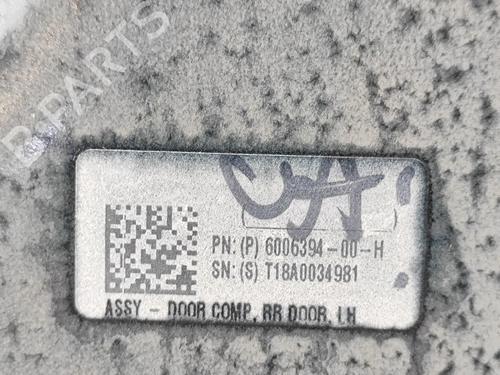 B-PARTS
PN: (P) 6006394-00-H
SN: (S) T18A0034981
ASSY - DOOR COMP, RR DOOR, LH